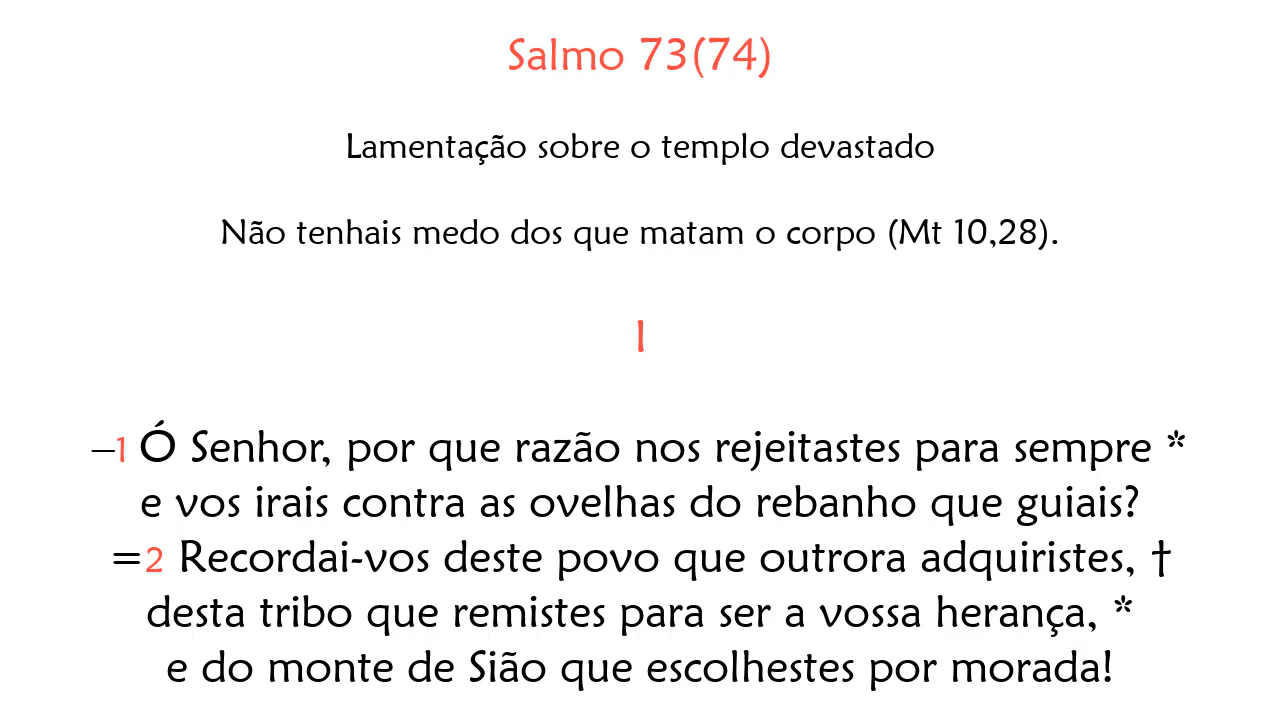 Salmo 73(74)
Lamentação sobre o templo devastado
Não tenhais medo dos que matam o corpo (Mt 10,28).
I
–1 Ó Senhor, por que razão nos rejeitastes para sempre *
e vos irais contra as ovelhas do rebanho que guiais?
=2 Recordai-vos deste povo que outrora adquiristes, †
desta tribo que remistes para ser a vossa herança, *
e do monte de Sião que escolhestes por morada!